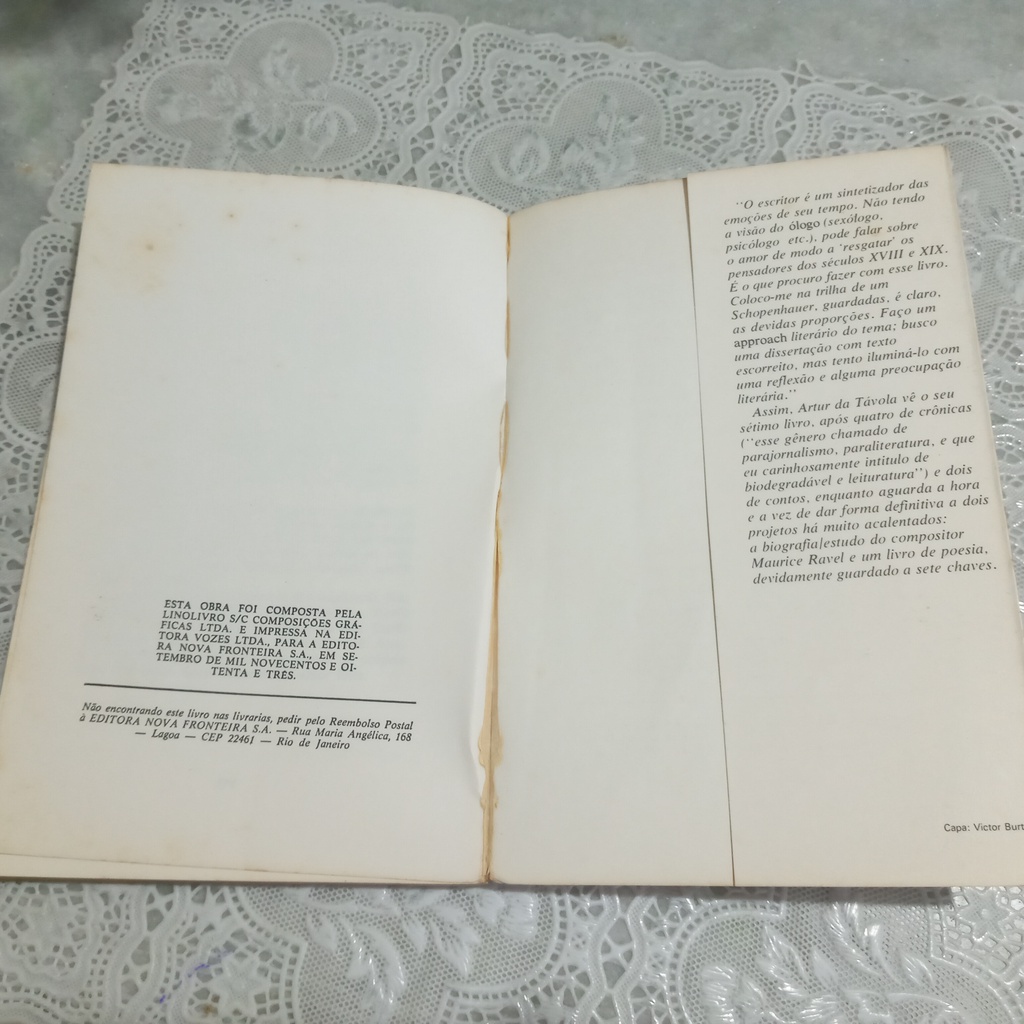 ESTA OBRA FOI COMPOSTA PELA
LINOLIVRO S/C COMPOSIÇÕES GRÁ-
FICAS LTDA. E IMPRESSA NA EDI-
TORA VOZES LTDA., PARA A EDITO-
RA NOVA FRONTEIRA S.A., EM SE-
TEMBRO DE MIL NOVECENTOS E OI-
TENTA E TRÊS.
Não encontrando este livro nas livrarias, pedir pelo Reembolso Postal
à EDITORA NOVA FRONTEIRA S.A. — Rua Maria Angélica, 168
— Lagoa — CEP 22461 — Rio de Janeiro
"O escritor é um sintetizador das
emoções de seu tempo. Não tendo
a visão do ólogo (sexólogo,
psicólogo etc.), pode falar sobre
o amor de modo a 'resgatar' os
pensadores dos séculos XVIII e XIX.
É o que procuro fazer com esse livro.
Coloco-me na trilha de um
Schopenhauer, guardadas, é claro,
as devidas proporções. Faço um
approach literário do tema; busco
uma dissertação com texto
escorreito, mas tento iluminá-lo com
uma reflexão e alguma preocupação
literária."
Assim, Artur da Távola vê o seu
sétimo livro, após quatro de crônicas
("esse gênero chamado de
parajornalismo, paraliteratura, e que
eu carinhosamente intitulo de
biodegradável e leituratura") e dois
de contos, enquanto aguarda a hora
e a vez de dar forma definitiva a dois
projetos há muito acalentados:
a biografia/estudo do compositor
Maurice Ravel e um livro de poesia,
devidamente guardado a sete chaves.
Capa: Victor Burt